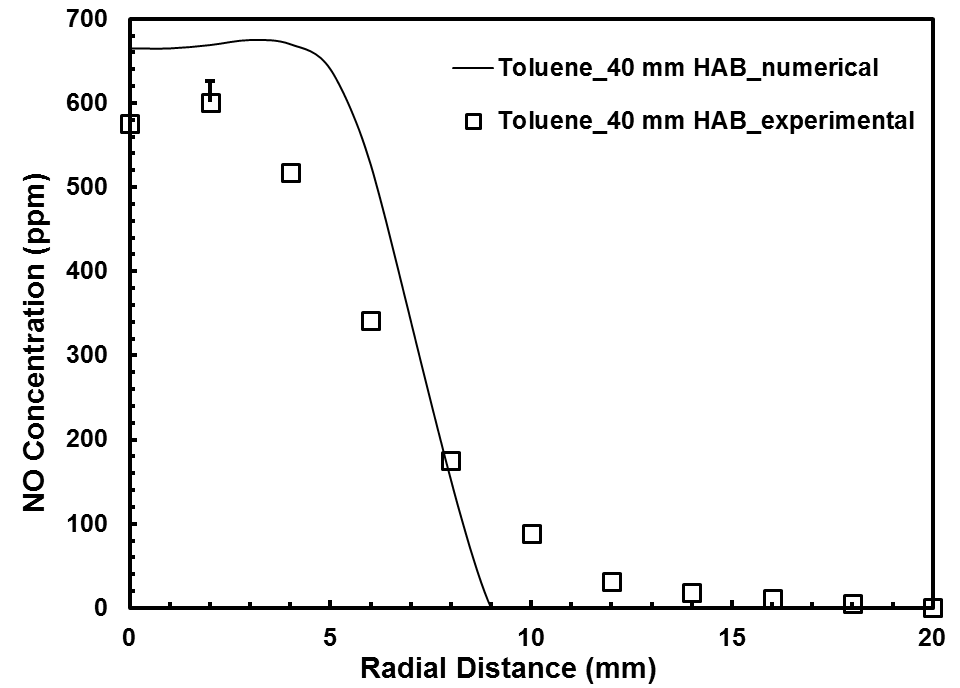 700
600
500
400
300
200
100
0
NO Concentration (ppm)
Toluene_40 mm HAB_numerical
Toluene_40 mm HAB_experimental
0 5 10 15 20
Radial Distance (mm)